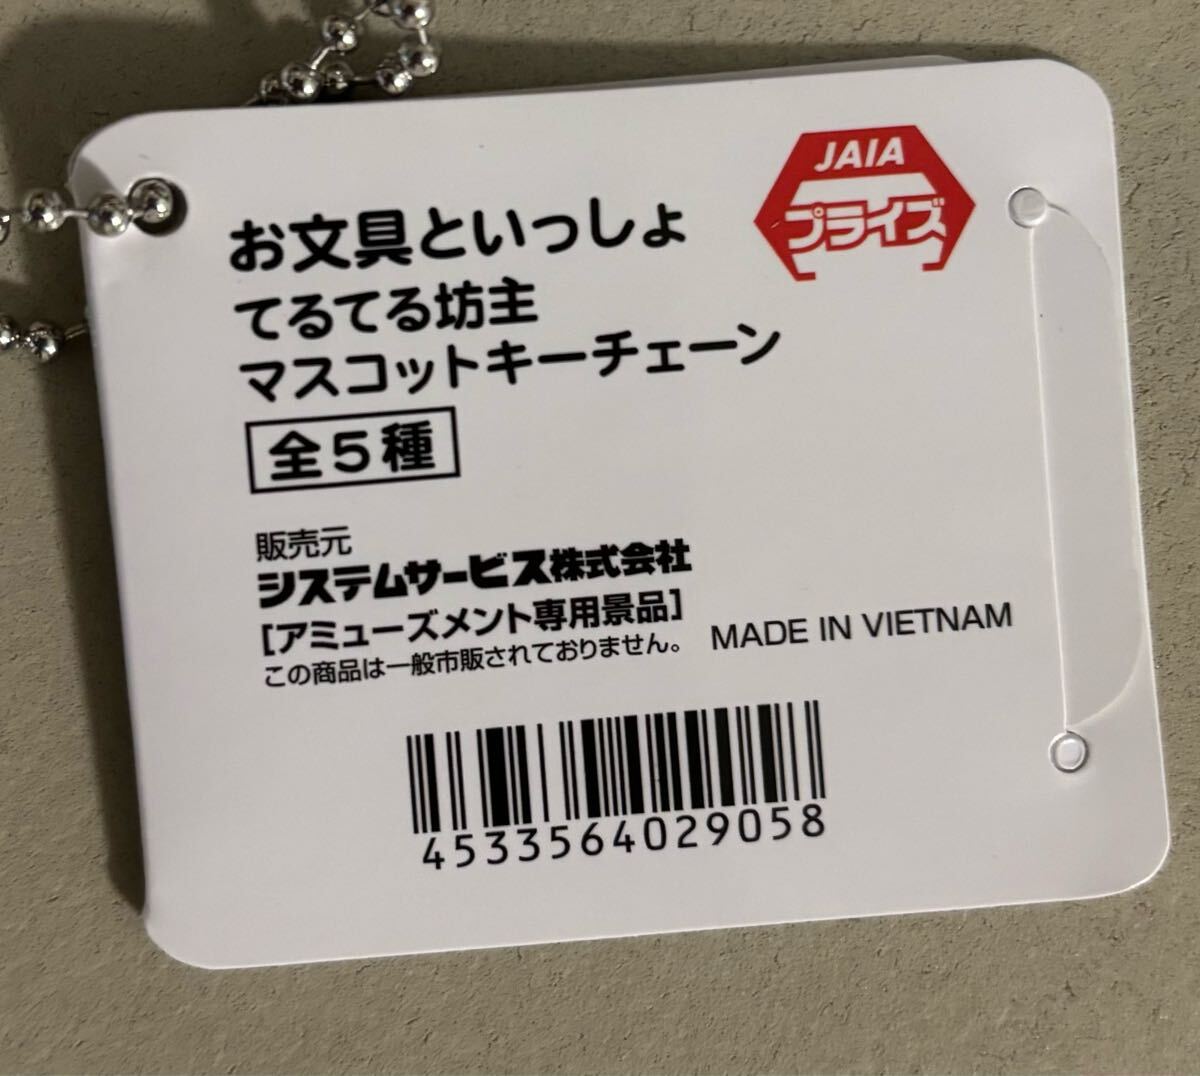 JAIA
プライズ
お文具といっしょ
てるてる坊主
マスコットキーチェーン
全5種
販売元
システムサービス株式会社
[アミューズメント専用景品]
この商品は一般市販されておりません。
MADE IN VIETNAM
4533564029058